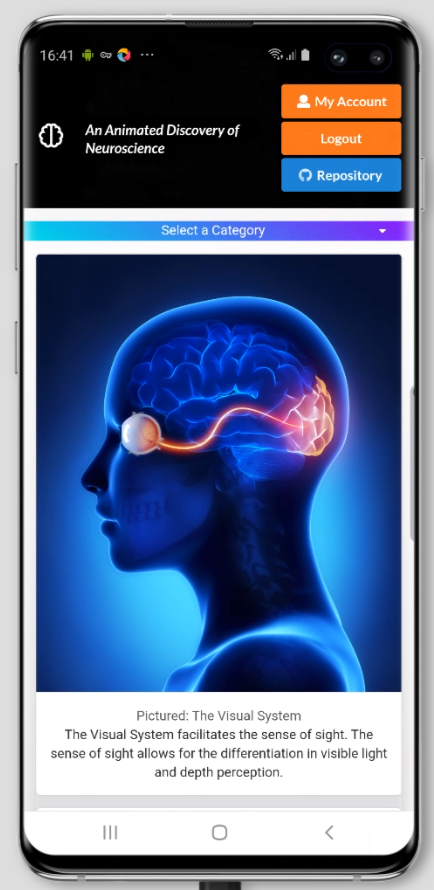 16:41
My Account
An Animated Discovery of
Neuroscience
Logout
Repository
Select a Category
Pictured: The Visual System
The Visual System facilitates the sense of sight. The
sense of sight allows for the differentiation in visible light
and depth perception.